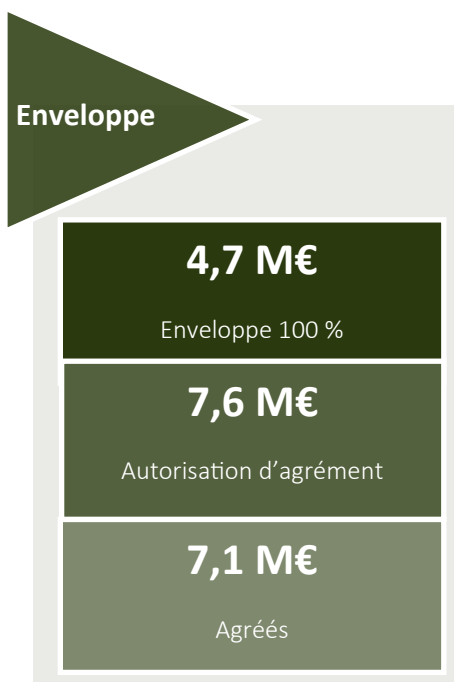 Enveloppe
4,7 M€
Enveloppe 100 %
7,6 M€
Autorisation d’agrément
7,1 M€
Agréés